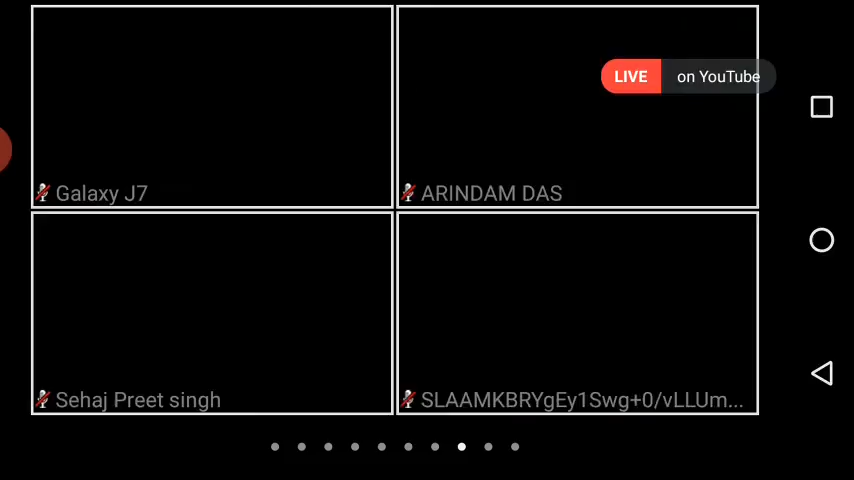 LIVE on YouTube
Galaxy J7
ARINDAM DAS
Sehaj Preet singh
SLAAMKBRYgEy1Swg+0/vLLUm...